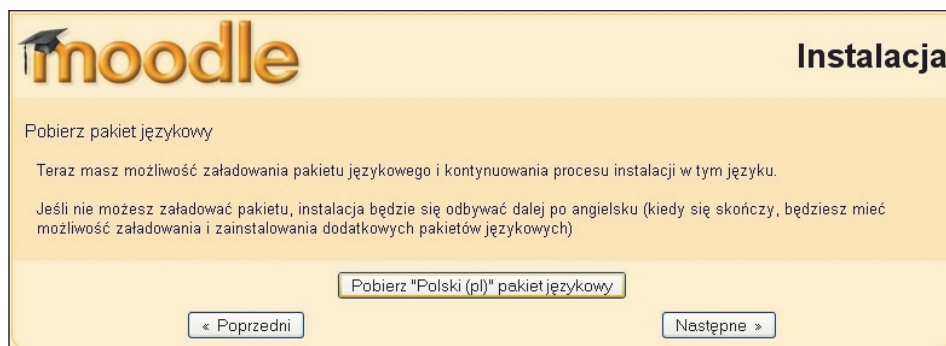 moodle
Instalacja
Pobierz pakiet językowy
Teraz masz możliwość załadowania pakietu językowego i kontynuowania procesu instalacji w tym języku.
Jeśli nie możesz załadować pakietu, instalacja będzie się odbywać dalej po angielsku (kiedy się skończy, będziesz mieć
możliwość załadowania i zainstalowania dodatkowych pakietów językowych)
Pobierz "Polski (pl)" pakiet językowy
« Poprzedni
Następne »